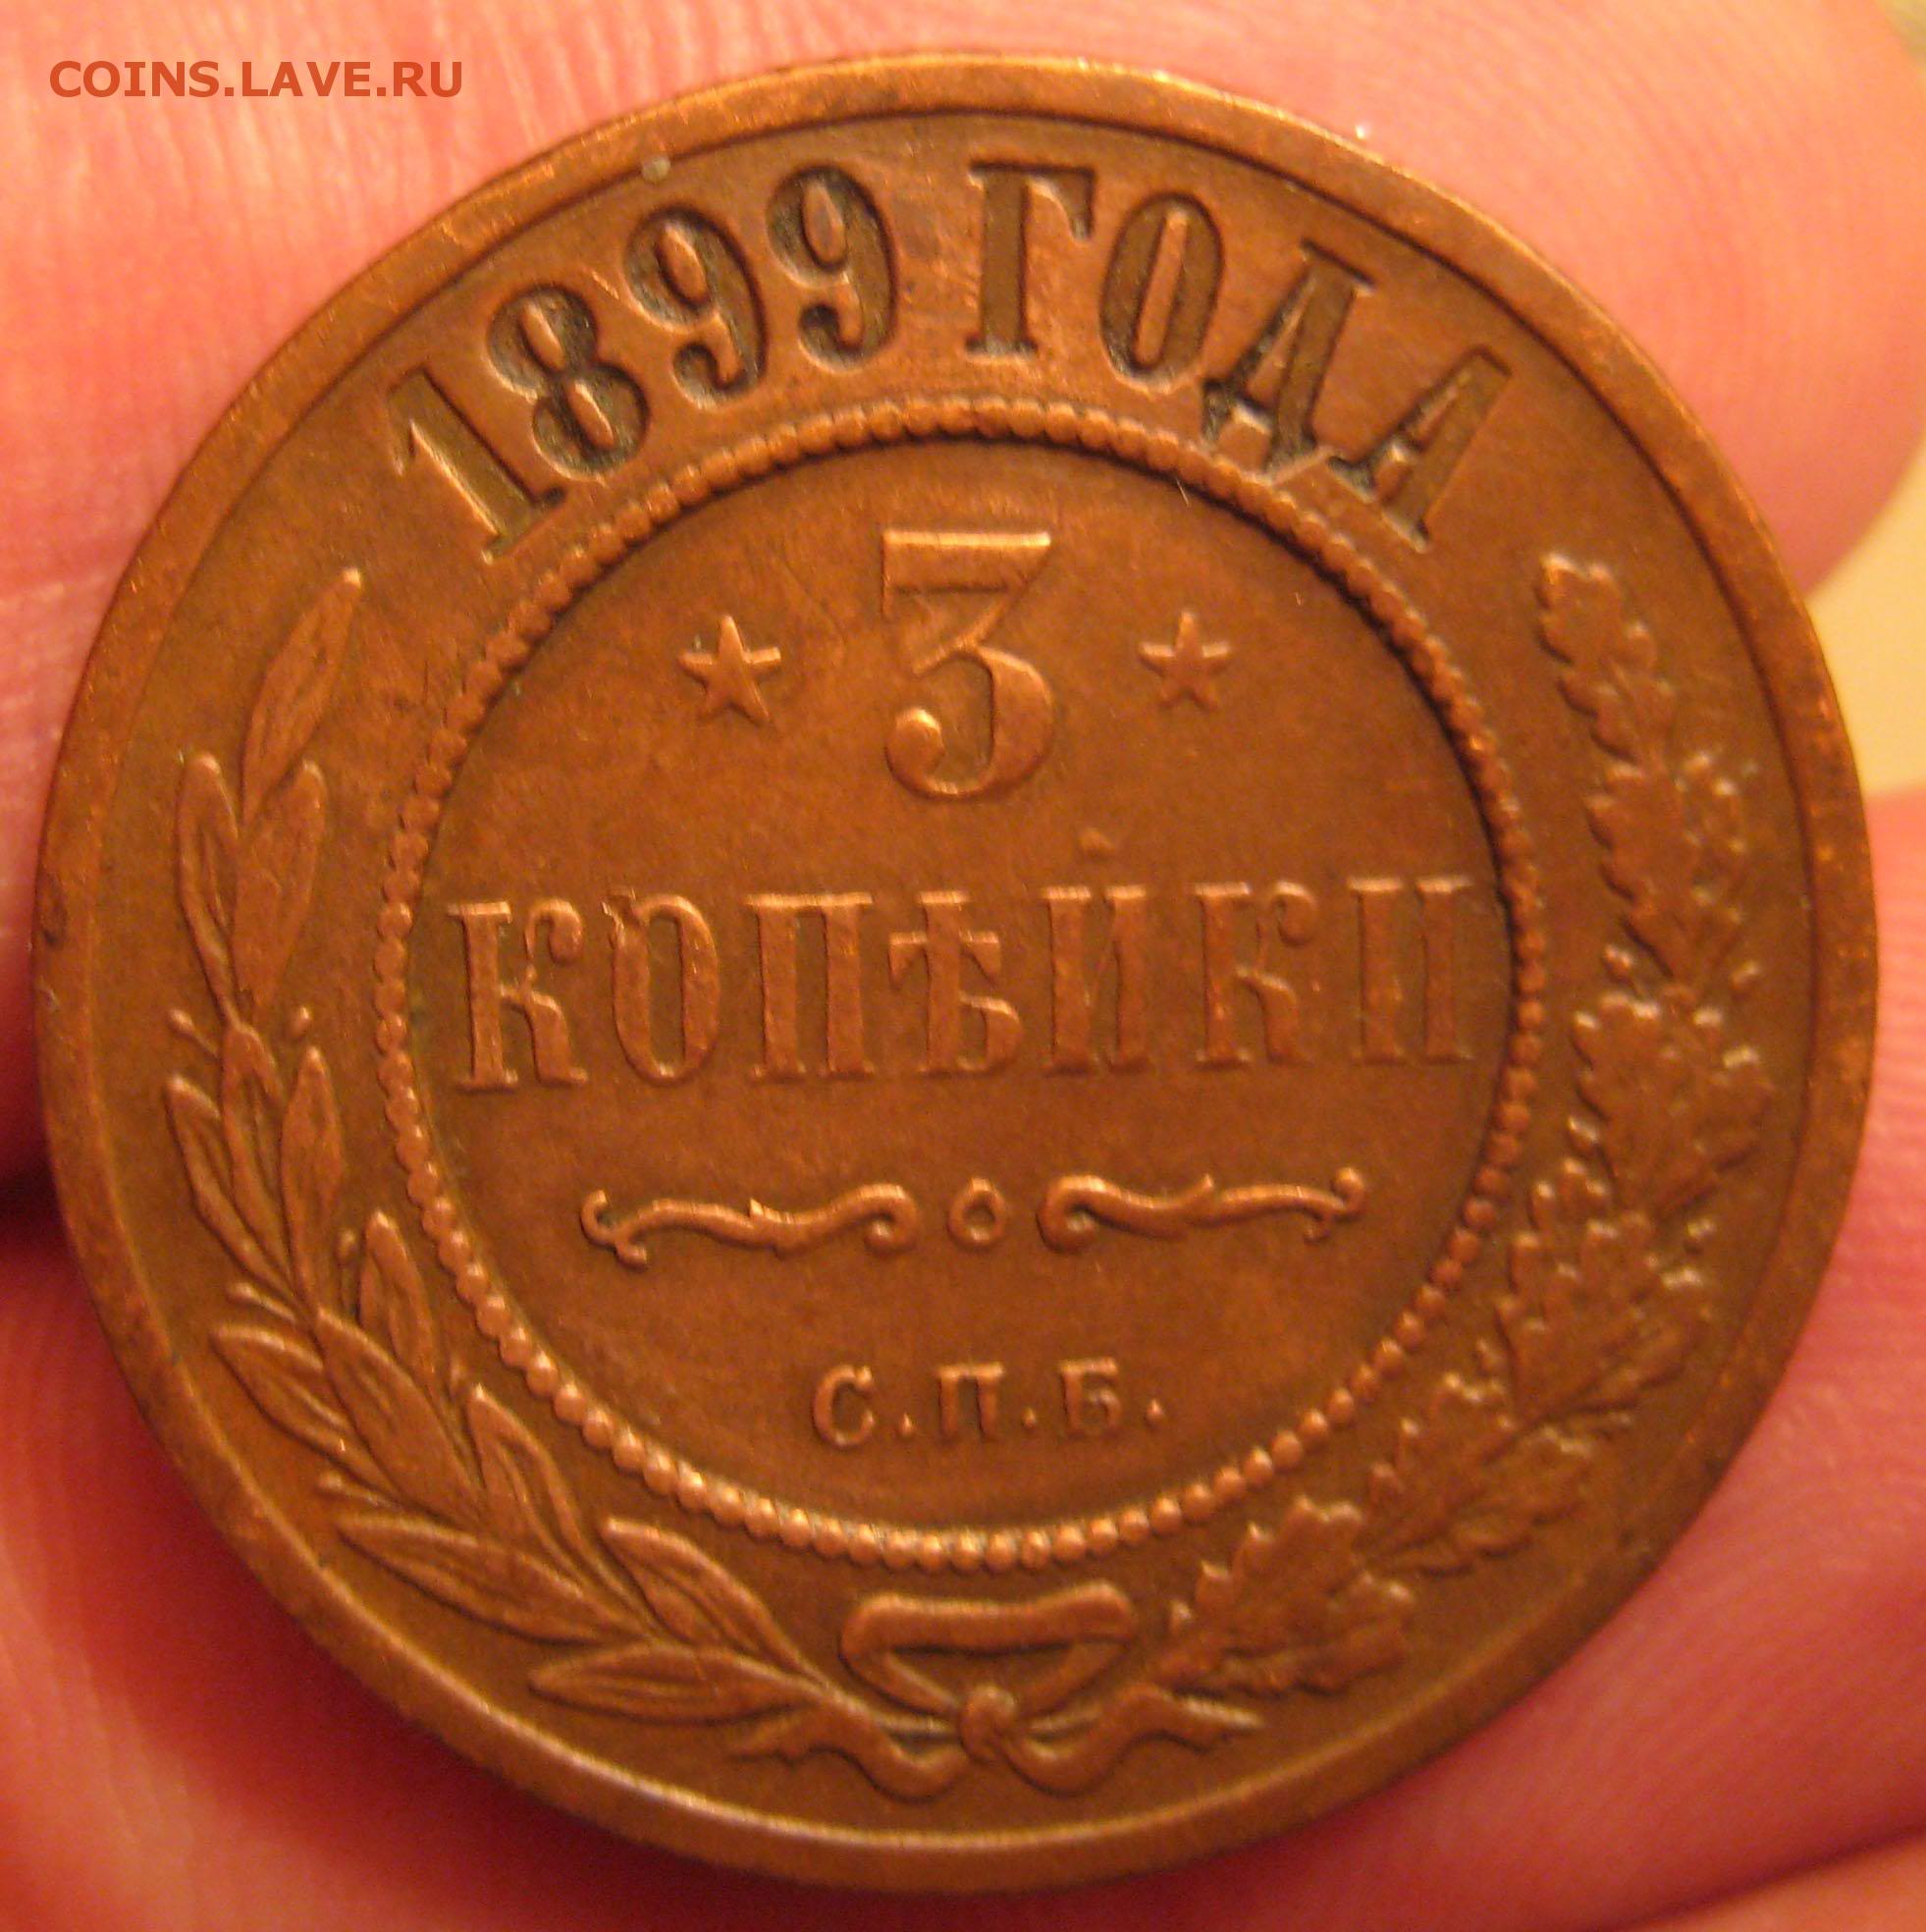 COINS.LAVE.RU
1899 ГОДА
3
КОПѢЙКИ
С.П.Б.